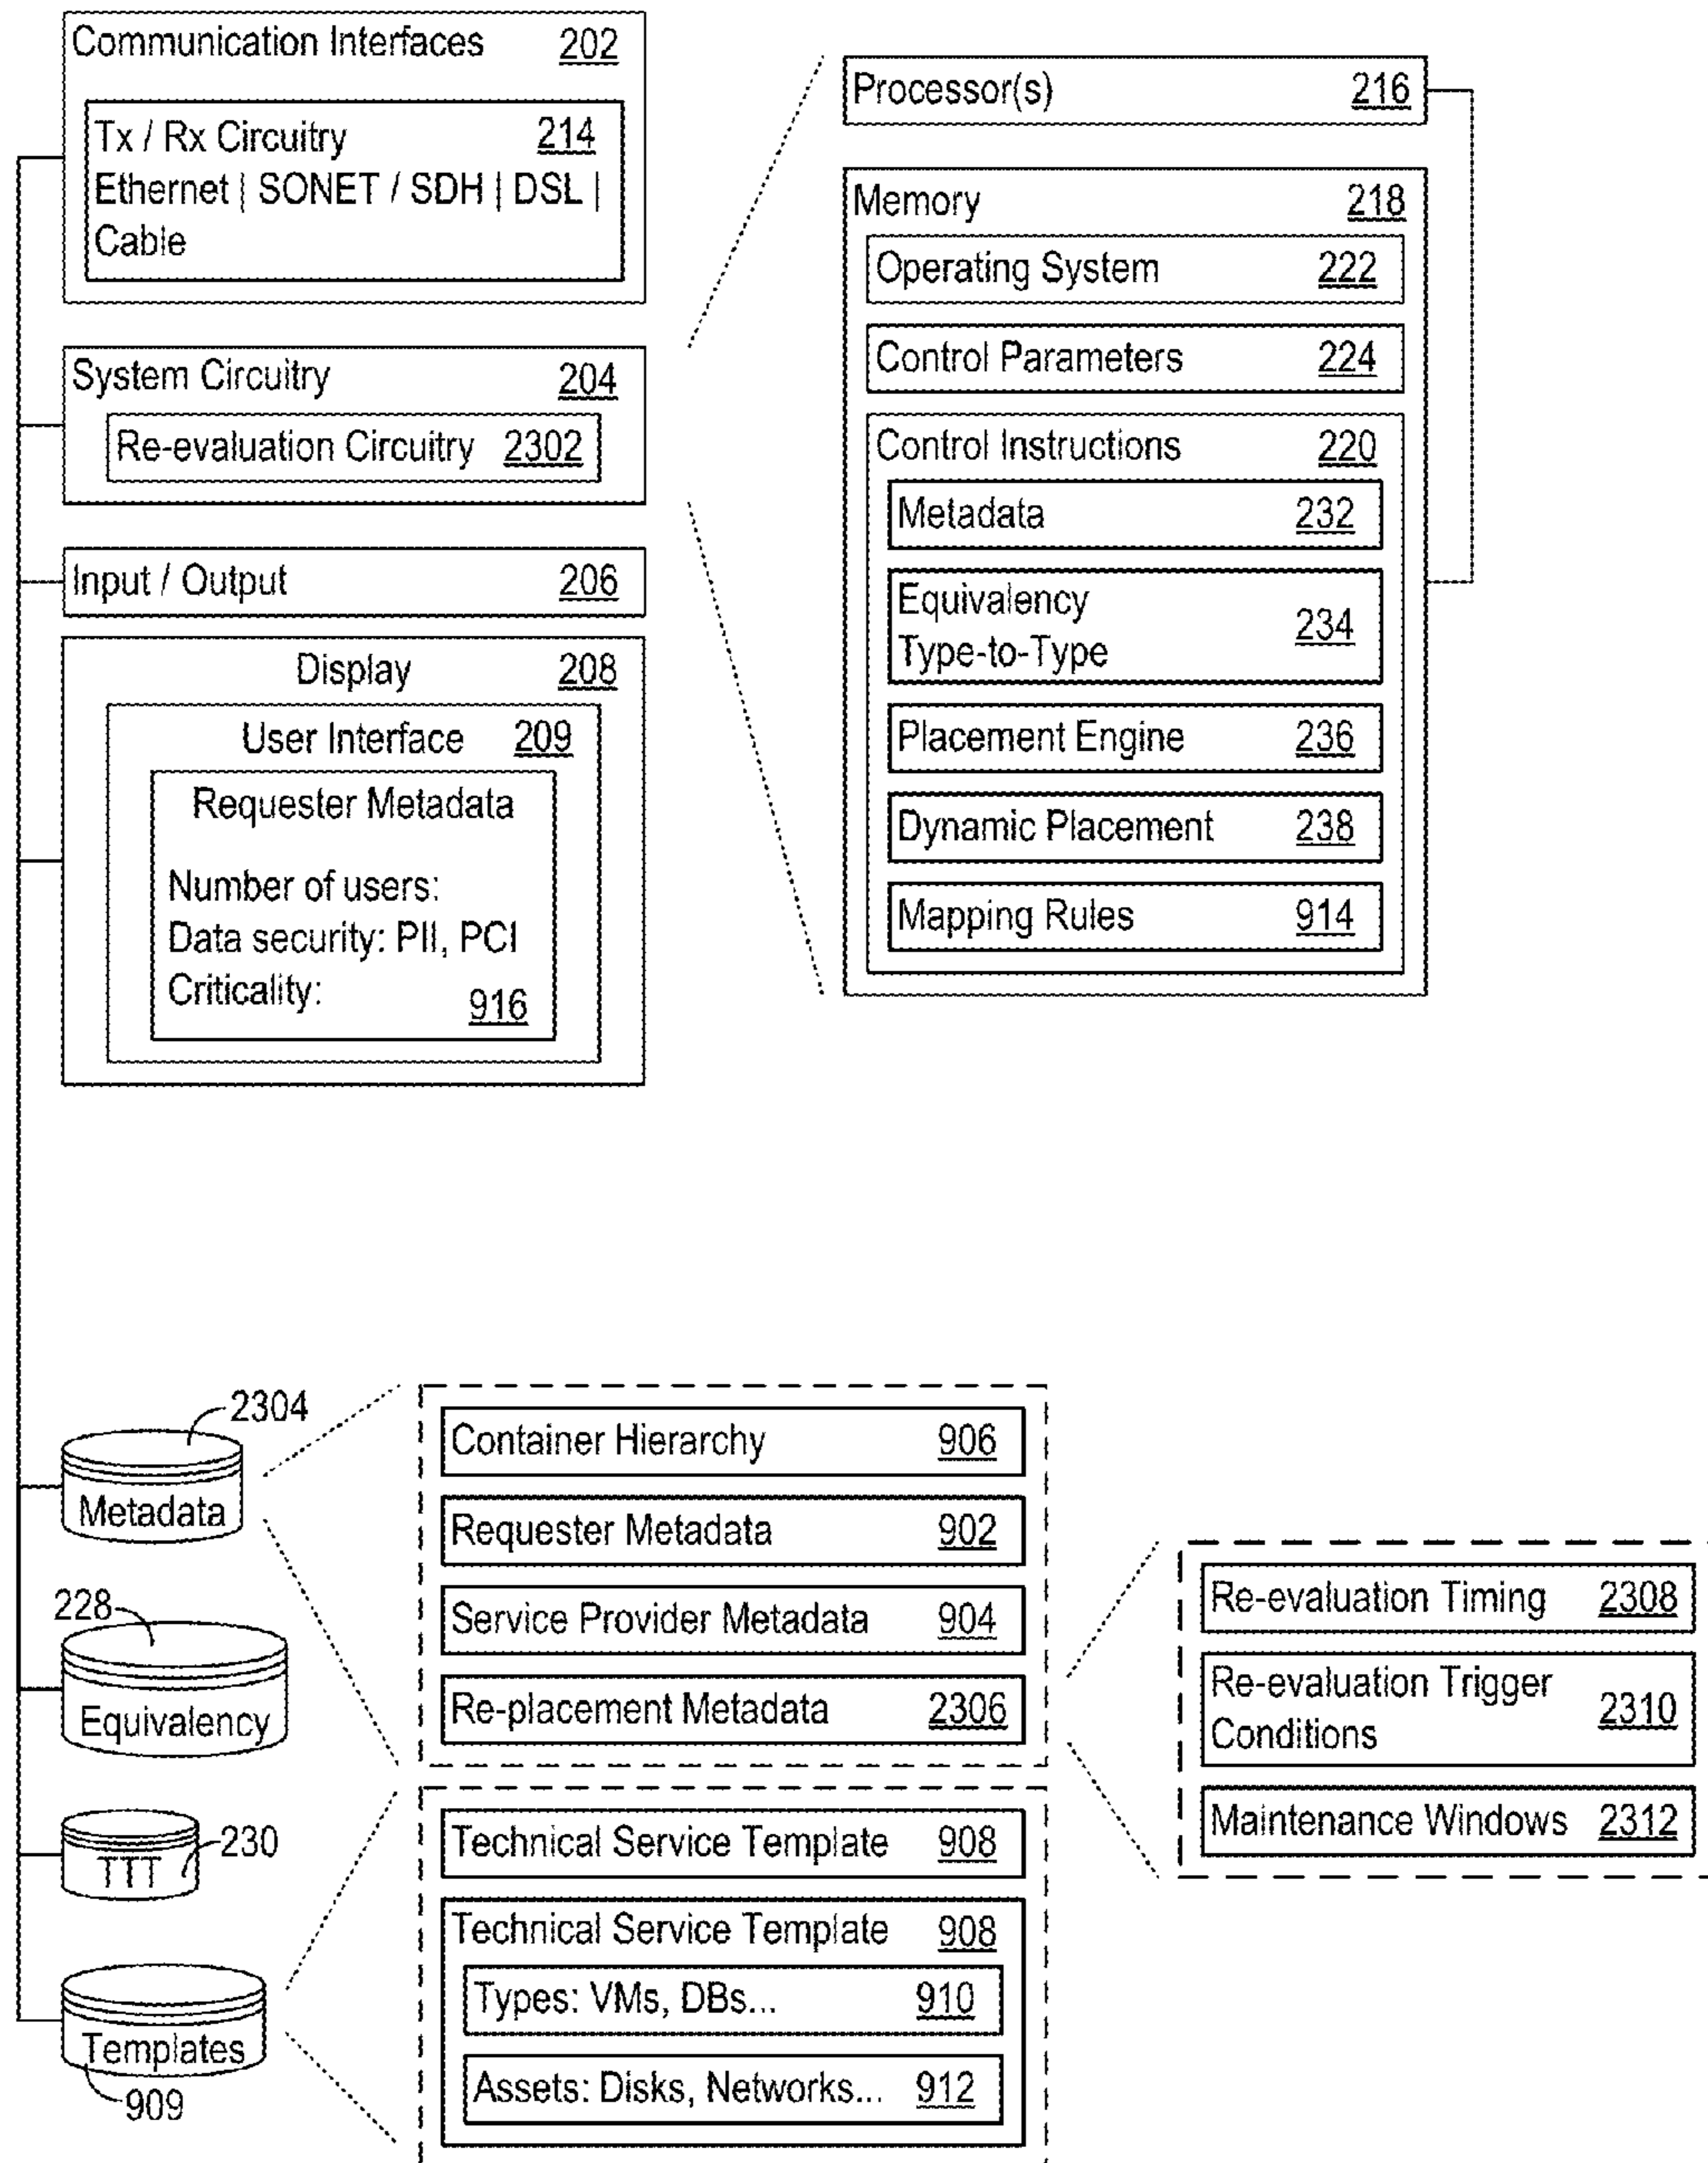 Communication Interfaces 202
Tx / Rx Circuitry 214
Ethernet | SONET / SDH | DSL |
Cable
System Circuitry 204
Re-evaluation Circuitry 2302
Input / Output 206
Display 208
User Interface 209
Requester Metadata
Number of users:
Data security: PII, PCI
Criticality:
916
Processor(s) 216
Memory 218
Operating System 222
Control Parameters 224
Control Instructions 220
Metadata 232
Equivalency
Type-to-Type
234
Placement Engine 236
Dynamic Placement 238
Mapping Rules 914
2304
Metadata
228
Equivalency
TTT
230
Templates
909
Container Hierarchy 906
Requester Metadata 902
Service Provider Metadata 904
Re-placement Metadata 2306
Technical Service Template 908
Technical Service Template 908
Types: VMs, DBs... 910
Assets: Disks, Networks... 912
Re-evaluation Timing 2308
Re-evaluation Trigger
Conditions
2310
Maintenance Windows 2312